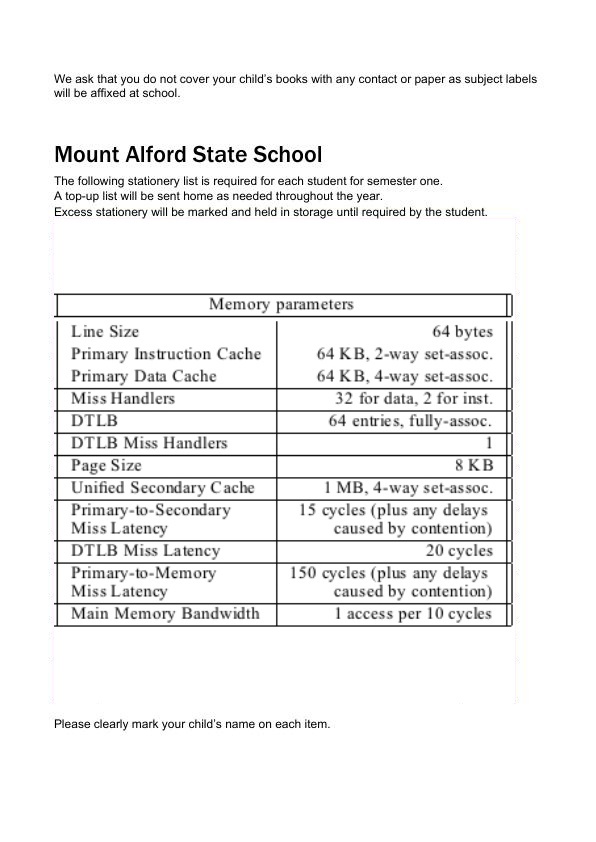 We ask that you do not cover your child's books with any contact or paper as subject labels
will be affixed at school.
Mount Alford State School
The following stationery list is required for each student for semester one.
A top-up list will be sent home as needed throughout the year.
Excess stationery will be marked and held in storage until required by the student.
Memory parameters
Line Size 64 bytes
Primary Instruction Cache 64 KB, 2-way set-assoc.
Primary Data Cache 64 KB, 4-way set-assoc.
Miss Handlers 32 for data, 2 for inst.
DTLB 64 entries, fully-assoc.
DTLB Miss Handlers 1
Page Size 8 KB
Unified Secondary Cache 1 MB, 4-way set-assoc.
Primary-to-Secondary 15 cycles (plus any delays
Miss Latency caused by contention)
DTLB Miss Latency 20 cycles
Primary-to-Memory 150 cycles (plus any delays
Miss Latency caused by contention)
Main Memory Bandwidth 1 access per 10 cycles
Please clearly mark your child's name on each item.